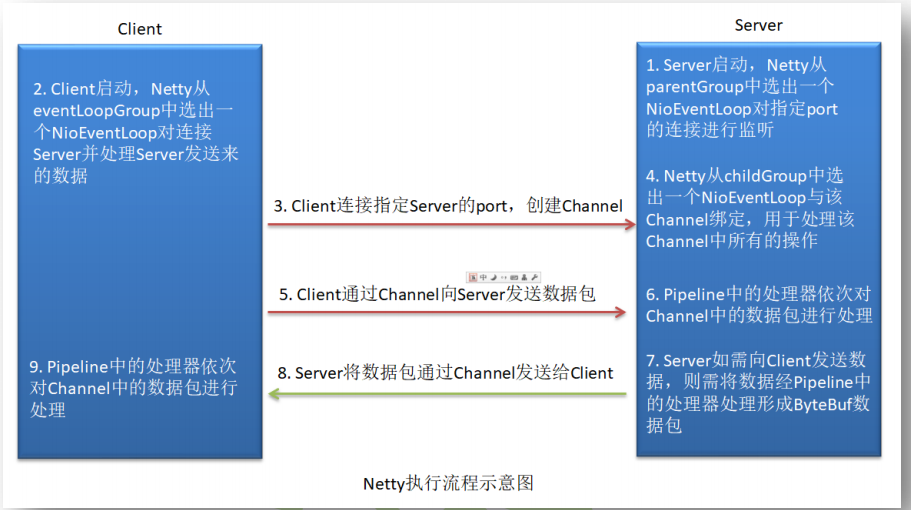 Client
Server
1. Server启动，Netty从
parentGroup中选出一个
NioEventLoop对指定port
的连接进行监听
2. Client启动，Netty从
eventLoopGroup中选出一
个NioEventLoop对连接
Server并处理Server发送来
的数据
3. Client连接指定Server的port，创建Channel
4. Netty从childGroup中选
出一个NioEventLoop与该
Channel绑定，用于处理该
Channel中所有的操作
中
5. Client通过Channel向Server发送数据包
6. Pipeline中的处理器依次对
Channel中的数据包进行处理
7. Server如需向Client发送数
据，则需将数据经Pipeline中
的处理器处理形成ByteBuf数
据包
8. Server将数据包通过Channel发送给Client
9. Pipeline中的处理器依次
对Channel中的数据包进行
处理
Netty执行流程示意图